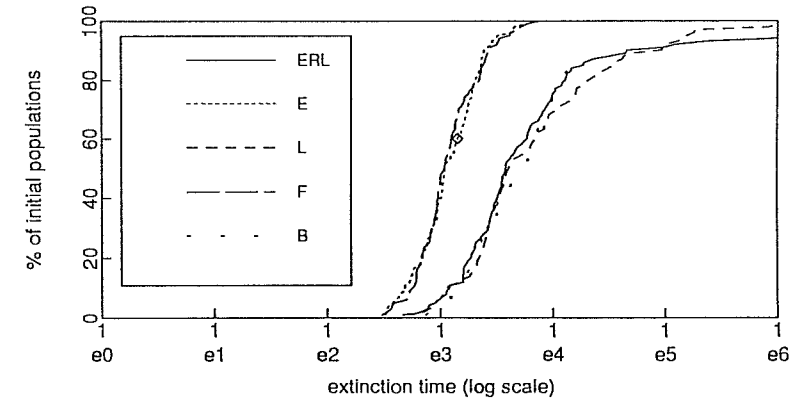 % of initial populations
100
80
60
40
20
0
ERL
E
L
F
B
1 1 1 1 1 1 1
e0 e1 e2 e3 e4 e5 e6
extinction time (log scale)